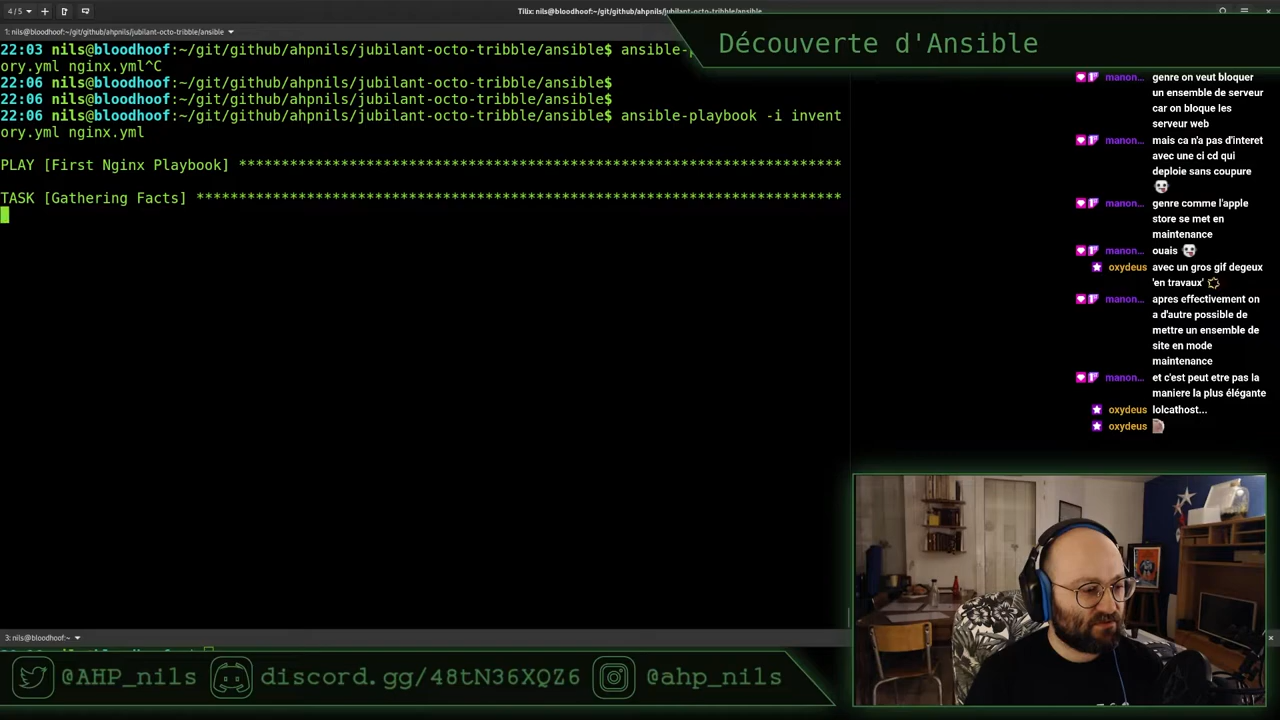 4 / 5
Tilix: nils@bloodhoof:~/git/github/ahpnils/jubilant-octo-tribble/ansible
1: nils@bloodhoof:~/git/github/ahpnils/jubilant-octo-tribble/ansible
Découverte d'Ansible
22:03 nils@bloodhoof:~/git/github/ahpnils/jubilant-octo-tribble/ansible$ ansible-
ory.yml nginx.yml^C
22:06 nils@bloodhoof:~/git/github/ahpnils/jubilant-octo-tribble/ansible$
22:06 nils@bloodhoof:~/git/github/ahpnils/jubilant-octo-tribble/ansible$
22:06 nils@bloodhoof:~/git/github/ahpnils/jubilant-octo-tribble/ansible$ ansible-playbook -i invent
ory.yml nginx.yml
PLAY [First Nginx Playbook] ***********************************************************************
TASK [Gathering Facts] ****************************************************************************
manon... genre on veut bloquer
un ensemble de serveur
car on bloque les
serveur web
manon... mais ca n'a pas d'interet
avec une ci cd qui
deploie sans coupure
manon... genre comme l'apple
store se met en
maintenance
manon... ouais
oxydeus avec un gros gif degeux
'en travaux'
manon... apres effectivement on
a d'autre possible de
mettre un ensemble de
site en mode
maintenance
manon... et c'est peut etre pas la
maniere la plus élégante
oxydeus lolcathost...
oxydeus
3: nils@bloodhoof:~
@AHP_nils
discord.gg/48tN36XQZ6
@ahp_nils